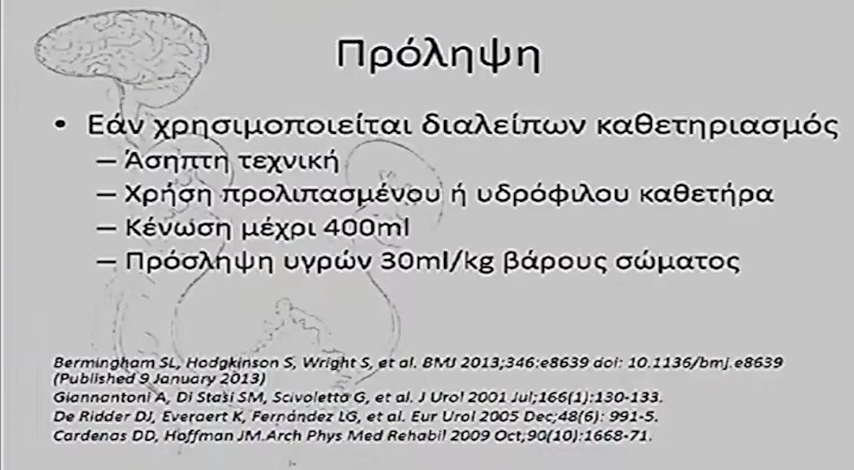 Πρόληψη
• Εάν χρησιμοποιείται διαλείπων καθετηριασμός
– Άσηπτη τεχνική
– Χρήση προλιπασμένου ή υδρόφιλου καθετήρα
– Κένωση μέχρι 400ml
– Πρόσληψη υγρών 30ml/kg βάρους σώματος
Bermingham SL, Hodgkinson S, Wright S, et al. BMJ 2013;346:e8639 doi: 10.1136/bmj.e8639
(Published 9 January 2013)
Giannantoni A, Di Stasi SM, Scivoletto G, et al. J Urol 2001 Jul;166(1):130-133.
De Ridder DJ, Everaert K, Fernández LG, et al. Eur Urol 2005 Dec;48(6): 991-5.
Cardenas DD, Hoffman JM.Arch Phys Med Rehabil 2009 Oct;90(10):1668-71.